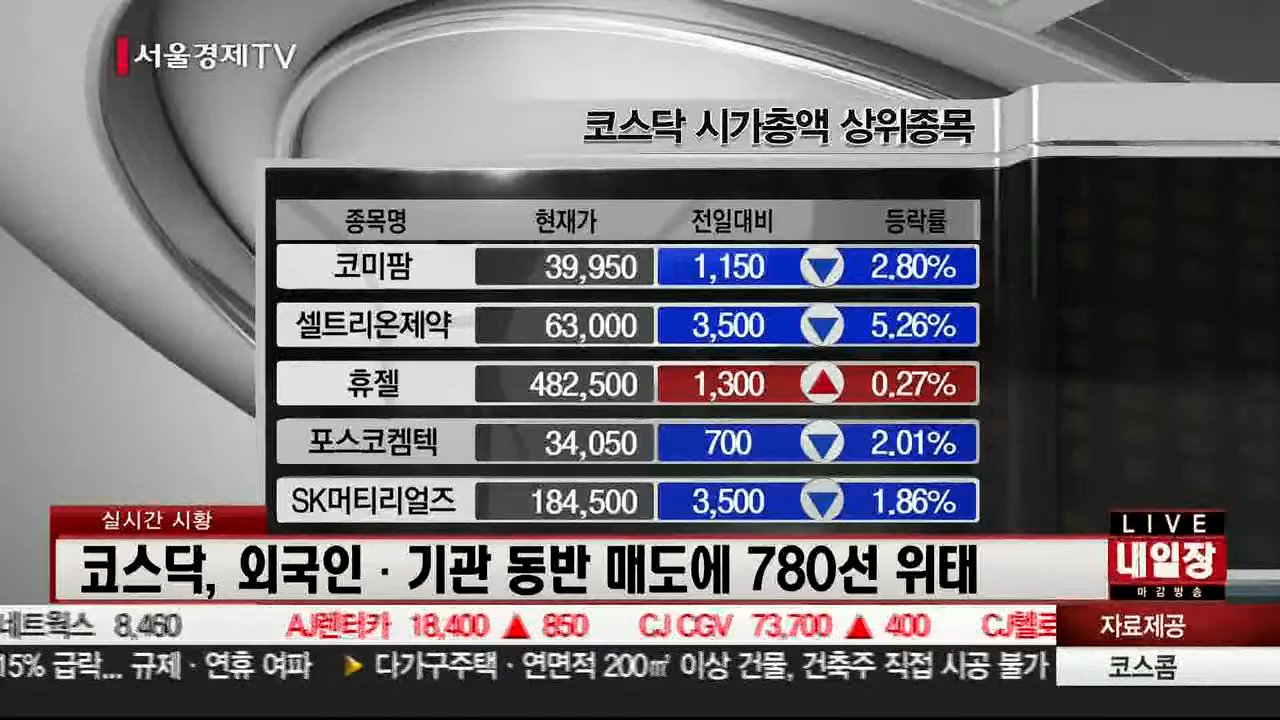 서울경제TV
코스닥 시가총액 상위종목
종목명 현재가 전일대비 등락률
코미팜 39,950 1,150 ▼ 2.80%
셀트리온제약 63,000 3,500 ▼ 5.26%
휴젤 482,500 1,300 ▲ 0.27%
포스코켐텍 34,050 700 ▼ 2.01%
SK머티리얼즈 184,500 3,500 ▼ 1.86%
실시간 시황
코스닥, 외국인·기관 동반 매도에 780선 위태
LIVE
내일장
마감방송
네트웍스 8,460 AJ렌터카 18,400 ▲ 850 CJ CGV 73,700 ▲ 400 CJ헬로
자료제공
15% 급락... 규제·연휴 여파 ▶ 다가구주택·연면적 200㎡ 이상 건물, 건축주 직접 시공 불가
코스콤